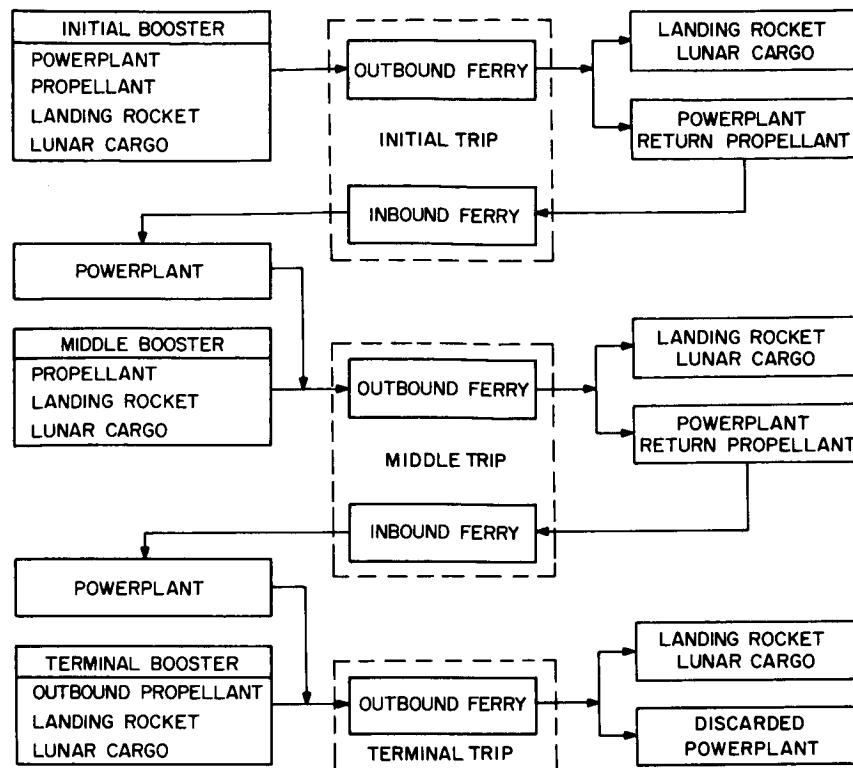 INITIAL BOOSTER
POWERPLANT
PROPELLANT
LANDING ROCKET
LUNAR CARGO
OUTBOUND FERRY
INITIAL TRIP
INBOUND FERRY
LANDING ROCKET
LUNAR CARGO
POWERPLANT
RETURN PROPELLANT
POWERPLANT
MIDDLE BOOSTER
PROPELLANT
LANDING ROCKET
LUNAR CARGO
OUTBOUND FERRY
MIDDLE TRIP
INBOUND FERRY
LANDING ROCKET
LUNAR CARGO
POWERPLANT
RETURN PROPELLANT
POWERPLANT
TERMINAL BOOSTER
OUTBOUND PROPELLANT
LANDING ROCKET
LUNAR CARGO
OUTBOUND FERRY
TERMINAL TRIP
LANDING ROCKET
LUNAR CARGO
DISCARDED
POWERPLANT